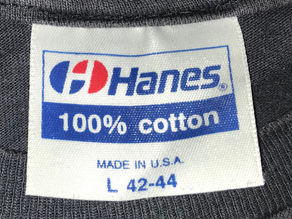 Hanes®
100% cotton
MADE IN U.S.A.
L 42-44